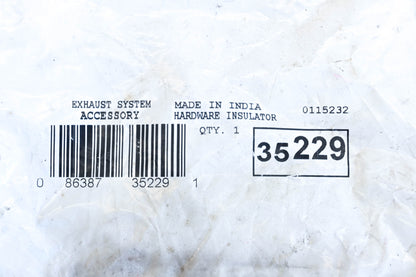 EXHAUST SYSTEM MADE IN INDIA 0115232
ACCESSORY HARDWARE INSULATOR
QTY. 1
35229
0 86387 35229 1